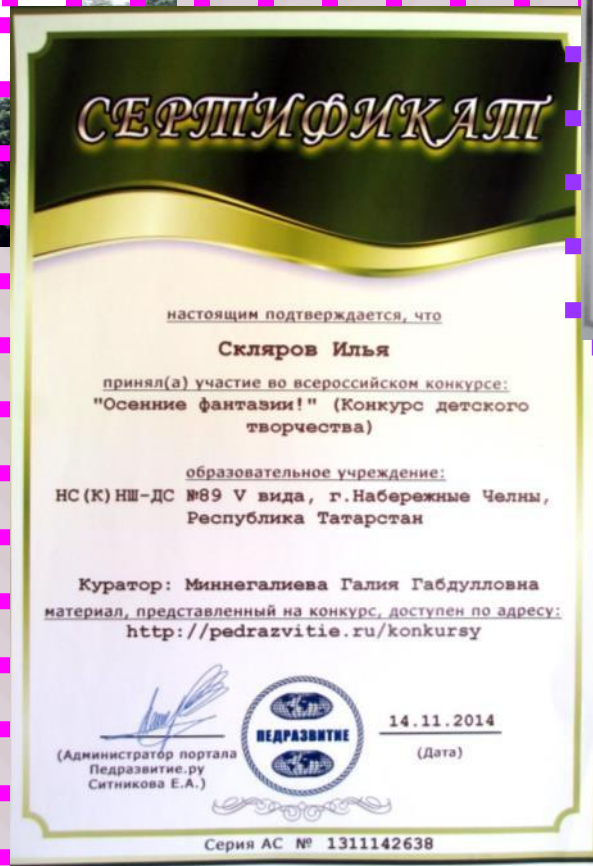 СЕРТИФИКАТ
настоящим подтверждается, что
Скляров Илья
принял(а) участие во всероссийском конкурсе:
"Осенние фантазии!" (Конкурс детского
творчества)
образовательное учреждение:
НС(К)НШ-ДС №89 V вида, г.Набережные Челны,
Республика Татарстан
Куратор: Миннегалиева Галия Габдулловна
материал, представленный на конкурс, доступен по адресу:
http://pedrazvitie.ru/konkursy
ПЕДРАЗВИТИЕ
14.11.2014
(Администратор портала
Педразвитие.ру
Ситникова Е.А.)
(Дата)
Серия АС № 1311142638